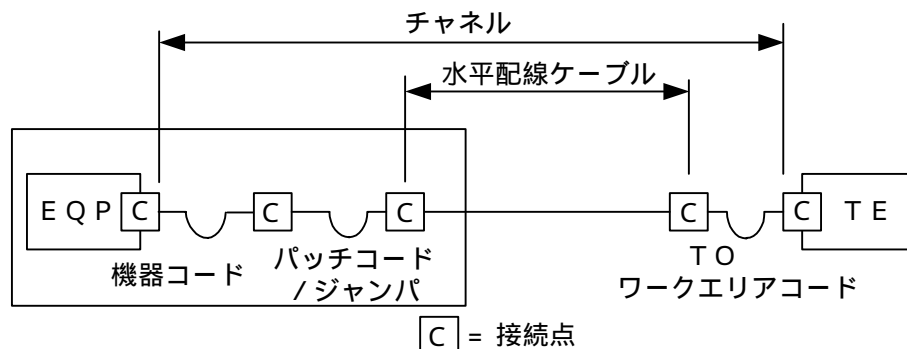 チャネル
水平配線ケーブル
EQP
C
C
C
C
C
TE
機器コード
パッチコード
/ジャンパ
TO
ワークエリアコード
C = 接続点